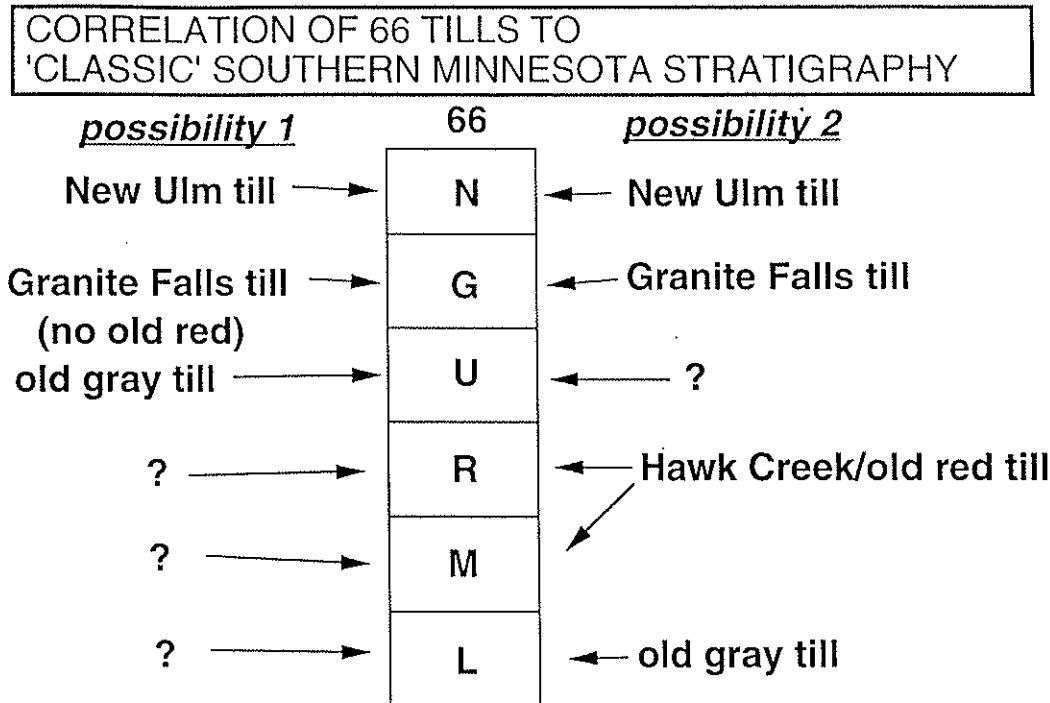 CORRELATION OF 66 TILLS TO
'CLASSIC' SOUTHERN MINNESOTA STRATIGRAPHY
possibility 1
66
possibility 2
New Ulm till
N
New Ulm till
Granite Falls till
G
Granite Falls till
(no old red)
old gray till
U
?
?
R
Hawk Creek/old red till
?
M
?
L
old gray till